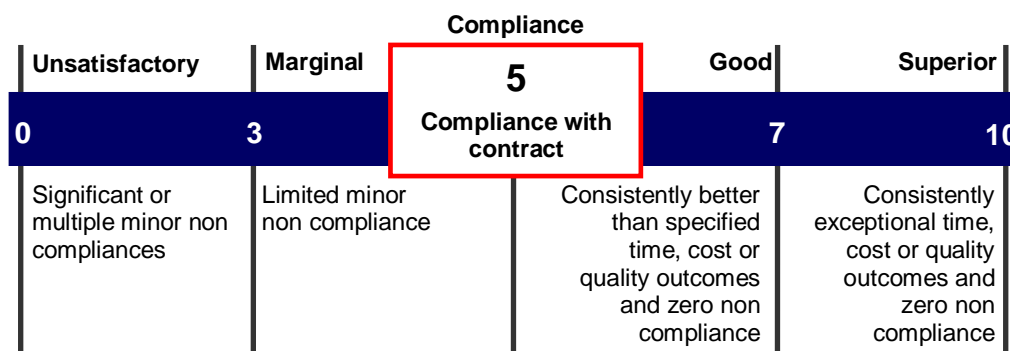 Compliance
Unsatisfactory
Marginal
Good
Superior
5
Compliance with
contract
0
3
7
10
Significant or
multiple minor non
compliances
Limited minor
non compliance
Consistently better
than specified
time, cost or
quality outcomes
and zero non
compliance
Consistently
exceptional time,
cost or quality
outcomes and
zero non
compliance